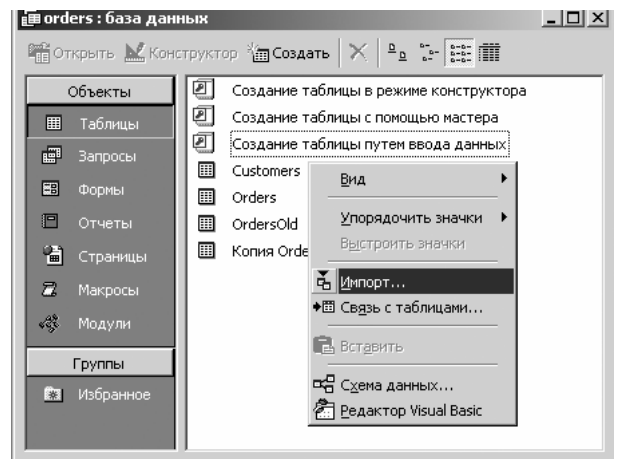 orders : база данных
Открыть Конструктор Создать
Объекты
Таблицы
Запросы
Формы
Отчеты
Страницы
Макросы
Модули
Группы
Избранное
Создание таблицы в режиме конструктора
Создание таблицы с помощью мастера
Создание таблицы путем ввода данных
Customers
Orders
OrdersOld
Копия Orde
Вид
Упорядочить значки
Выстроить значки
Импорт...
Связь с таблицами...
Вставить
Схема данных...
Редактор Visual Basic